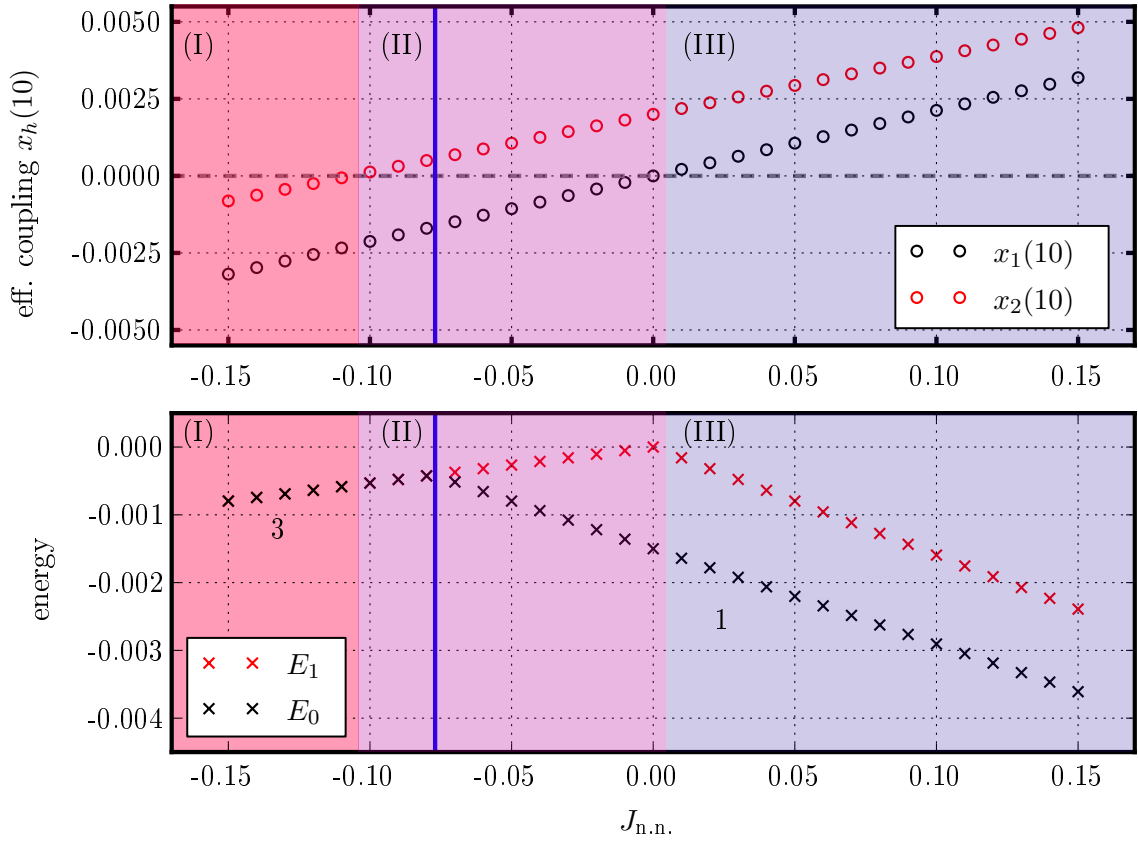 (I)
(II)
(III)
0.0050
0.0025
0.0000
-0.0025
-0.0050
eff. coupling x_h(10)
x_1(10)
x_2(10)
-0.15
-0.10
-0.05
0.00
0.05
0.10
0.15
(I)
(II)
(III)
0.000
-0.001
-0.002
-0.003
-0.004
energy
3
1
E_1
E_0
-0.15
-0.10
-0.05
0.00
0.05
0.10
0.15
J_n.n.